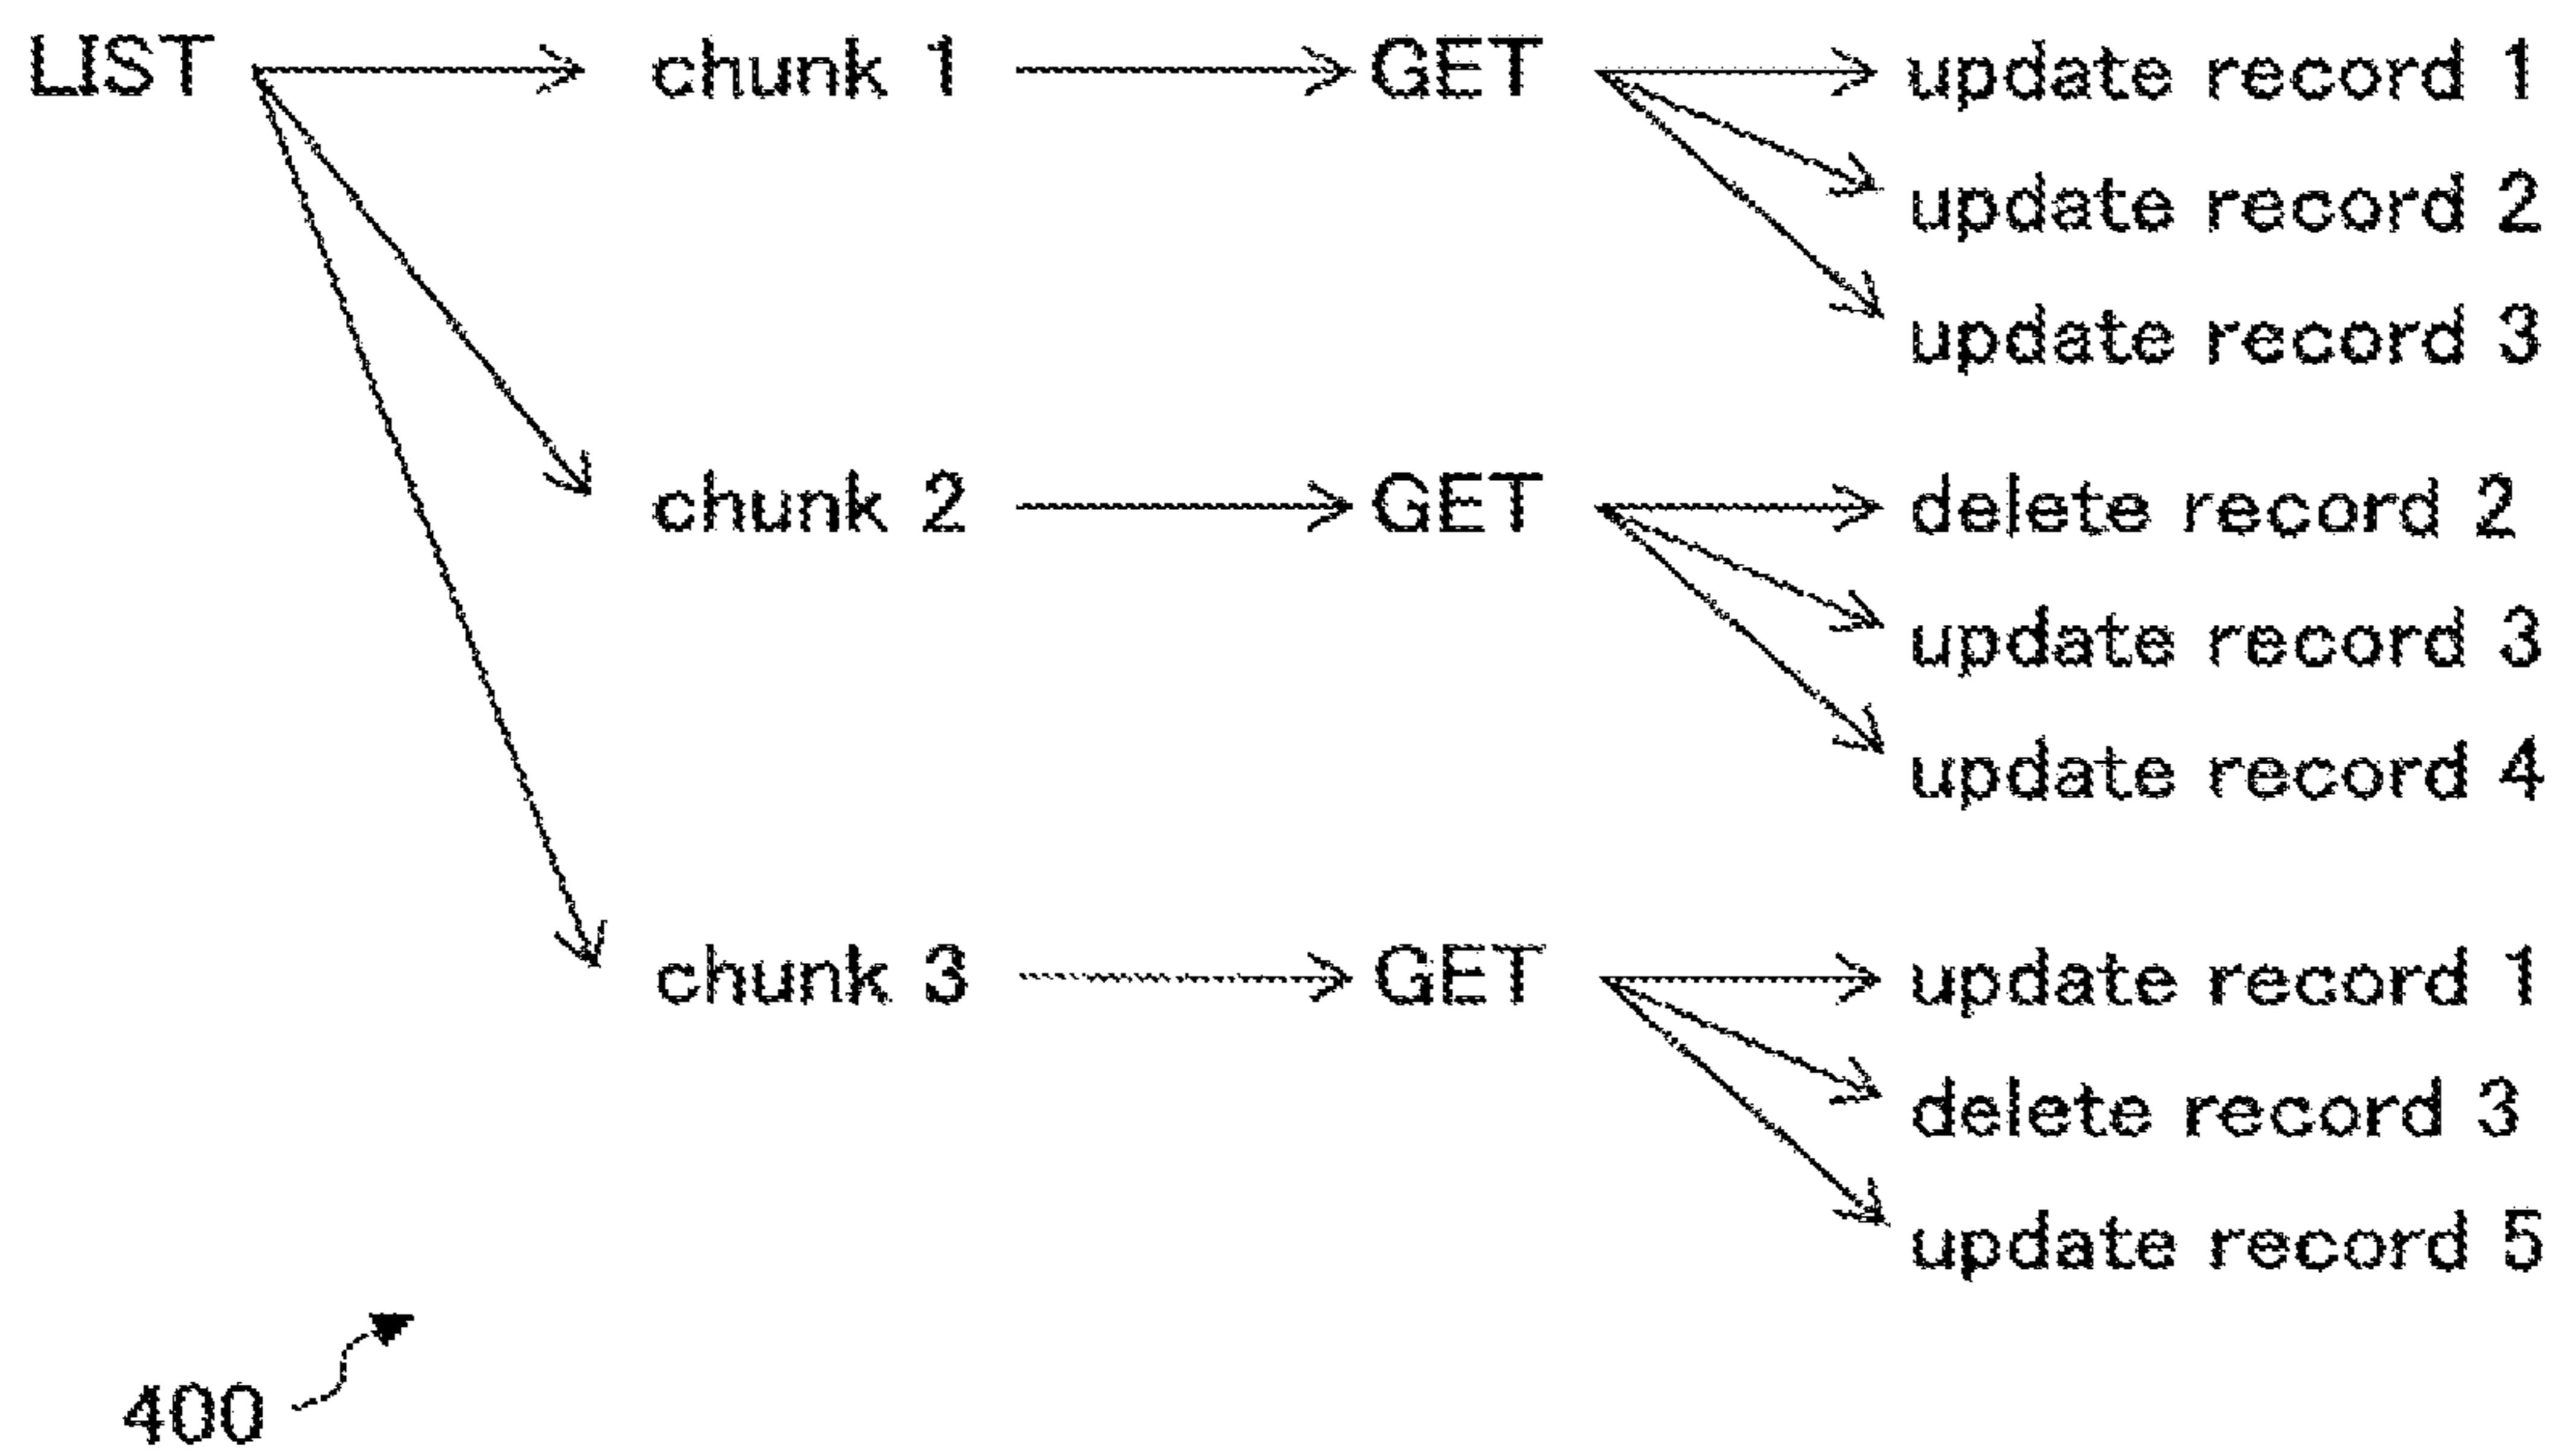 LIST chunk 1 GET update record 1
update record 2
update record 3
chunk 2 GET delete record 2
update record 3
update record 4
chunk 3 GET update record 1
delete record 3
update record 5
400